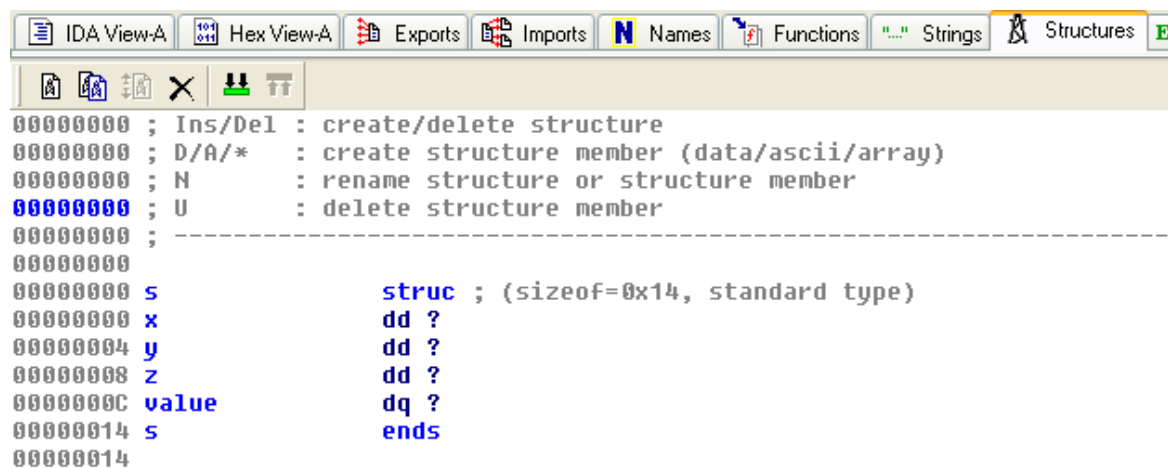 IDA View-A Hex View-A Exports Imports N Names Functions "..." Strings Structures E
00000000 ; Ins/Del : create/delete structure
00000000 ; D/A/* : create structure member (data/ascii/array)
00000000 ; N : rename structure or structure member
00000000 ; U : delete structure member
00000000 ; ---------------------------------------------------------------------------
00000000
00000000 s struc ; (sizeof=0x14, standard type)
00000000 x dd ?
00000004 y dd ?
00000008 z dd ?
0000000C value dq ?
00000014 s ends
00000014